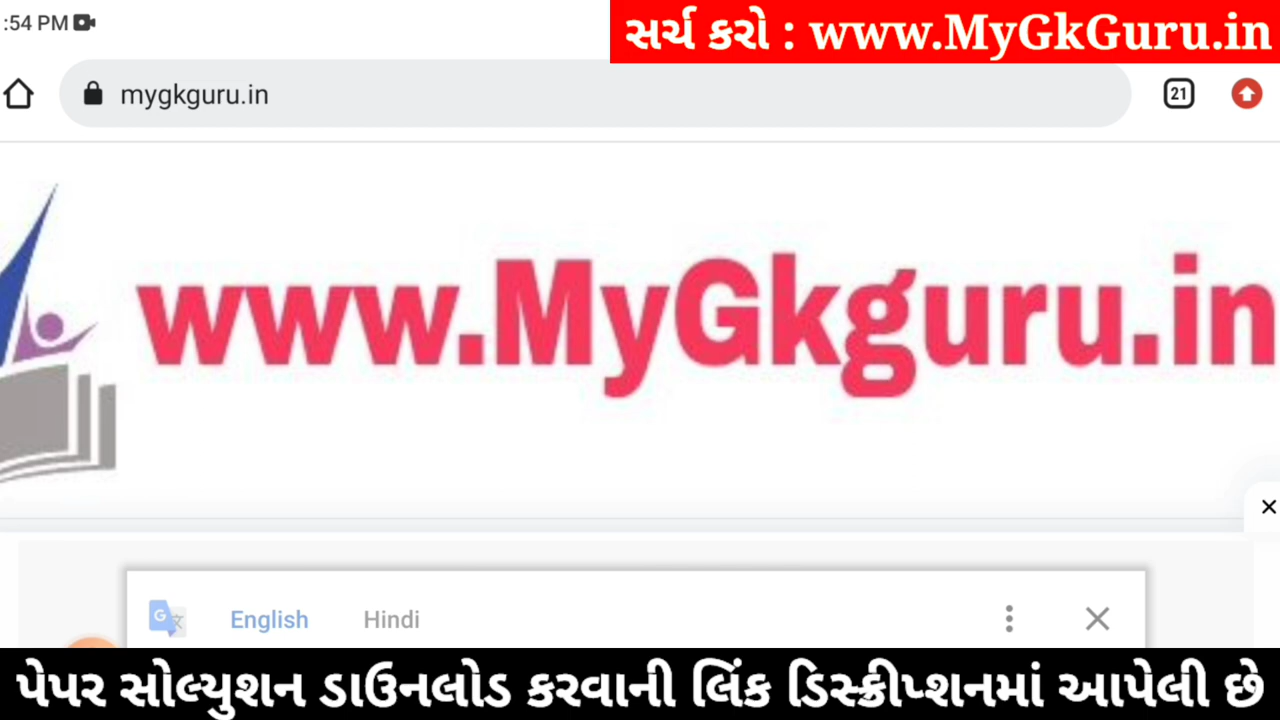 :54 PM
સર્ચ કરો : www.MyGkGuru.in
mygkguru.in
21
www.MyGkguru.in
English Hindi
પેપર સોલ્યુશન ડાઉનલોડ કરવાની લિંક ડિસ્ક્રીપ્શનમાં આપેલી છે